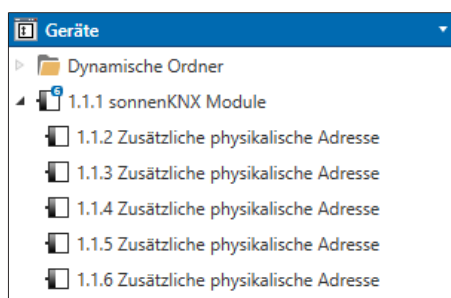 Geräte
Dynamische Ordner
6
1.1.1 sonnenKNX Module
1.1.2 Zusätzliche physikalische Adresse
1.1.3 Zusätzliche physikalische Adresse
1.1.4 Zusätzliche physikalische Adresse
1.1.5 Zusätzliche physikalische Adresse
1.1.6 Zusätzliche physikalische Adresse